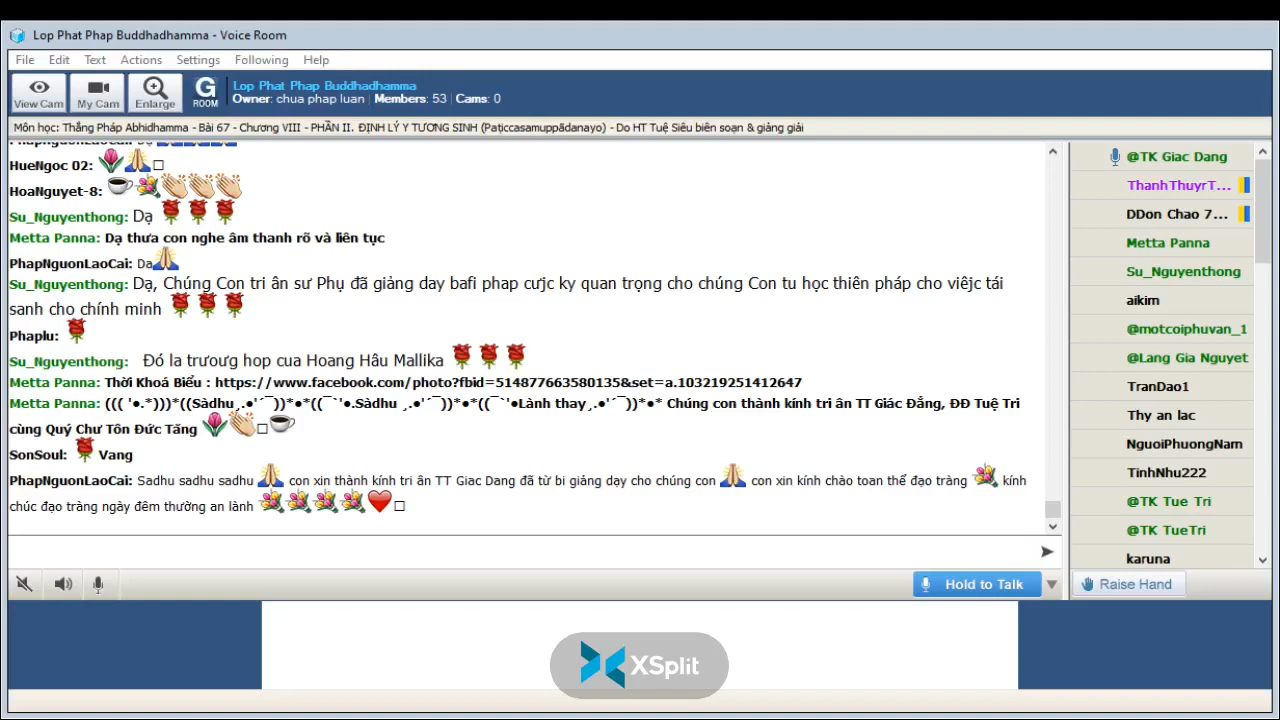 Lop Phat Phap Buddhadhamma - Voice Room
File Edit Text Actions Settings Following Help
View Cam My Cam Enlarge G ROOM
Lop Phat Phap Buddhadhamma
Owner: chua phap luan | Members: 53 | Cams: 0
Môn học: Thắng Pháp Abhidhamma - Bài 67 - Chương VIII - PHẦN II. ĐỊNH LÝ Y TƯƠNG SINH (Paṭiccasamuppādanayo) - Do HT Tuệ Siêu biên soạn & giảng giải
HueNgoc 02:
HoaNguyet-8:
Su_Nguyenthong: Dạ
Metta Panna: Dạ thưa con nghe âm thanh rõ và liên tục
PhapNguonLaoCai: Dạ
Su_Nguyenthong: Dạ, Chúng Con tri ân sư Phụ đã giảng day bafi phap cưjc ky quan trọng cho chúng Con tu học thiên pháp cho viêjc tái
sanh cho chính minh
Phaplu:
Su_Nguyenthong: Đó la trươưg hop cua Hoang Hâu Mallika
Metta Panna: Thời Khoá Biểu : https://www.facebook.com/photo?fbid=514877663580135&set=a.103219251412647
Metta Panna: ((( '•.*)))*((Sàdhu¸.•'´¯))*•*((¯`'•.Sàdhu ¸.•'´¯))*•*((¯`'•Lành thay¸.•'´¯))*•* Chúng con thành kính tri ân TT Giác Đẳng, ĐĐ Tuệ Tri
cùng Quý Chư Tôn Đức Tăng
SonSoul: Vang
PhapNguonLaoCai: Sadhu sadhu sadhu con xin thành kính tri ân TT Giac Dang đã từ bi giảng dạy cho chúng con con xin kính chào toan thể đạo tràng kính
chúc đạo tràng ngày đêm thường an lành
@TK Giac Dang
ThanhThuyrT...
DDon Chao 7...
Metta Panna
Su_Nguyenthong
aikim
@motcoiphuvan_1
@Lang Gia Nguyet
TranDao1
Thy an lac
NguoiPhuongNam
TinhNhu222
@TK Tue Tri
@TK TueTri
karuna
Hold to Talk
Raise Hand
XSplit